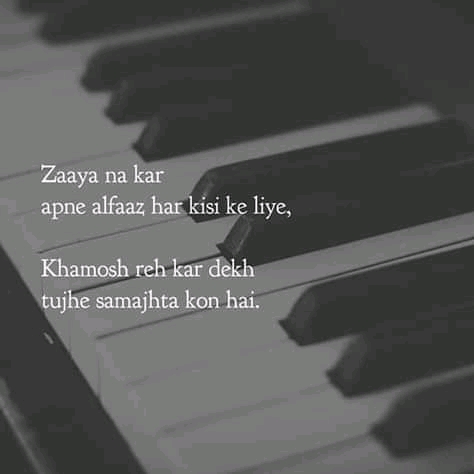 Zaaya na kar
apne alfaaz har kisi ke liye,
Khamosh reh kar dekh
tujhe samajhta kon hai.